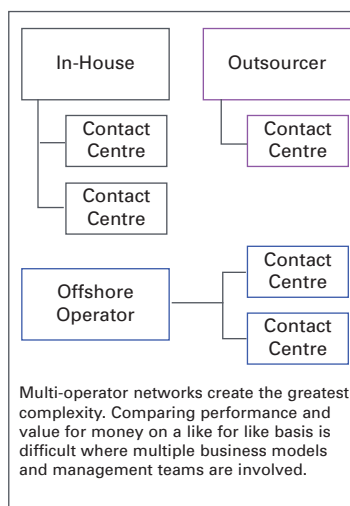 In-House
Outsourcer
Contact
Centre
Contact
Centre
Contact
Centre
Offshore
Operator
Contact
Centre
Contact
Centre
Multi-operator networks create the greatest
complexity. Comparing performance and
value for money on a like for like basis is
difficult where multiple business models
and management teams are involved.